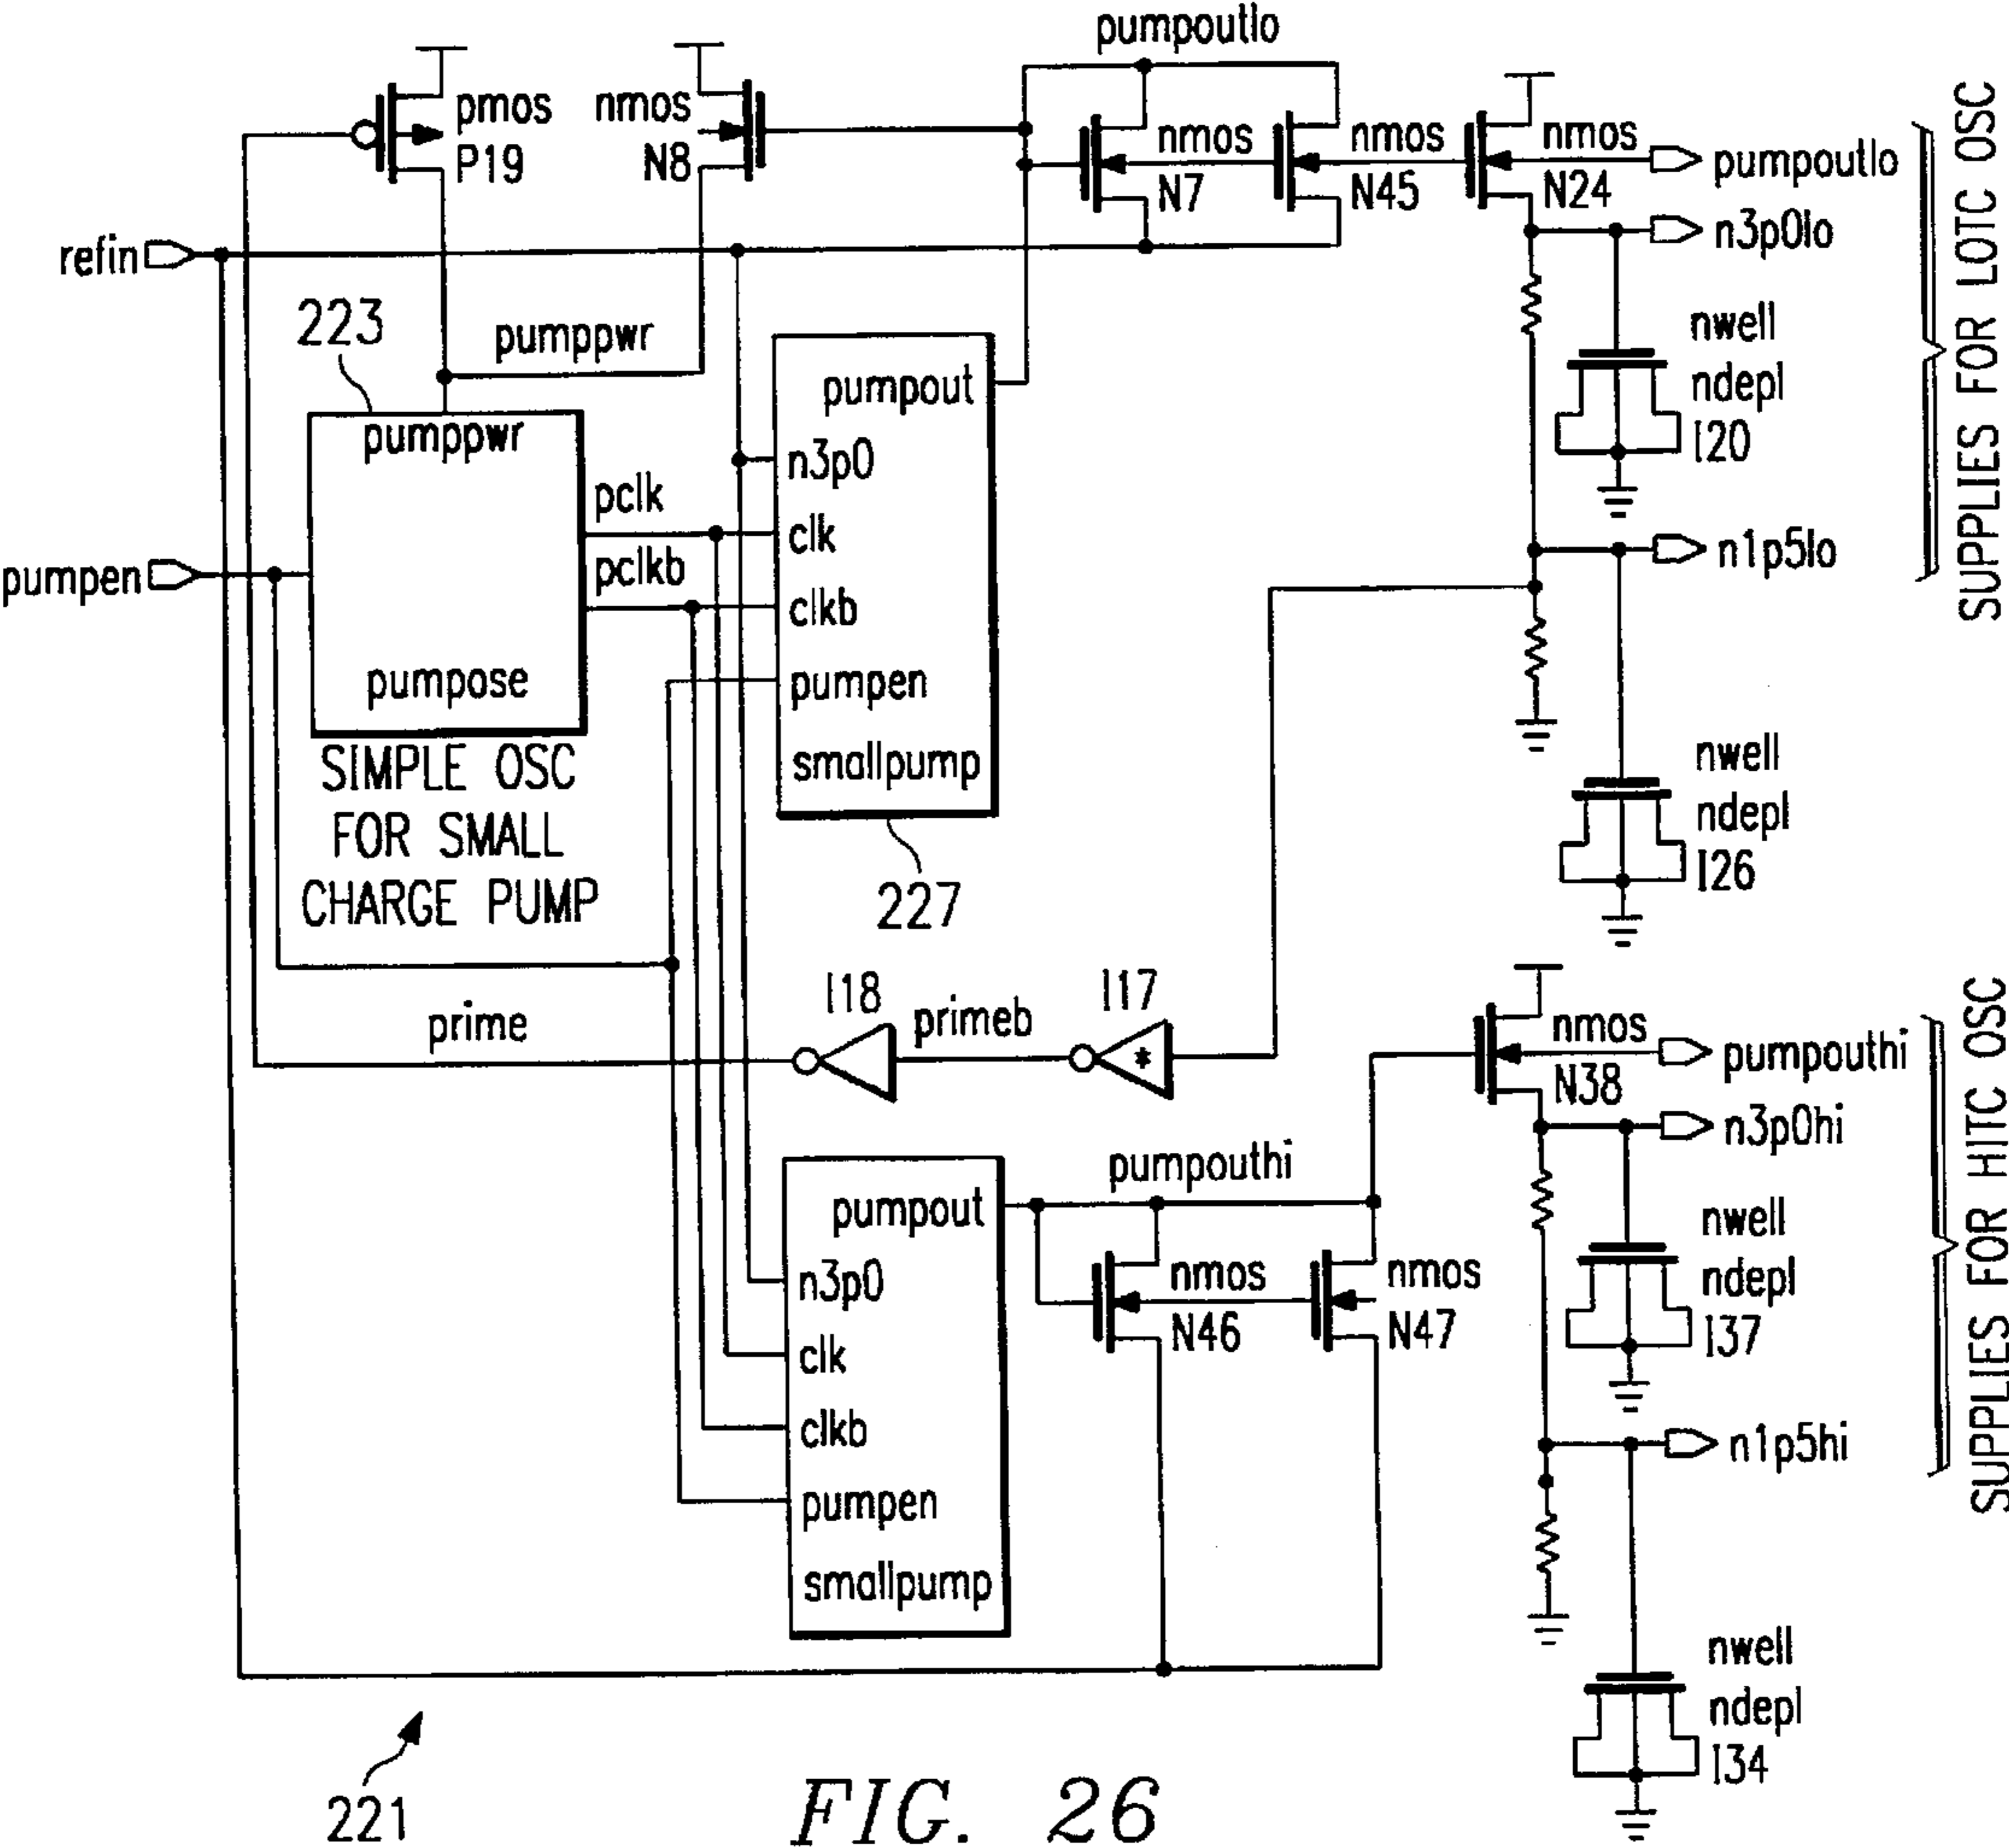 pumpoutlo
pmos
P19
nmos
N8
nmos
N7
nmos
N45
nmos
N24
pumpoutlo
n3p0lo
refin
223
pumppwr
pumppwr
pumpout
n3p0
pclk
clk
pclkb
clkb
pumpen
pumpose
pumpen
smallpump
SIMPLE OSC
FOR SMALL
CHARGE PUMP
227
nwell
ndepl
I20
n1p5lo
nwell
ndepl
I26
SUPPLIES FOR LOTC OSC
prime
I18
primeb
I17
*
nmos
N38
pumpouthi
n3p0hi
pumpouthi
pumpout
n3p0
clk
clkb
pumpen
smallpump
nmos
N46
nmos
N47
nwell
ndepl
I37
n1p5hi
nwell
ndepl
I34
SUPPLIES FOR HITC OSC
221
FIG. 26